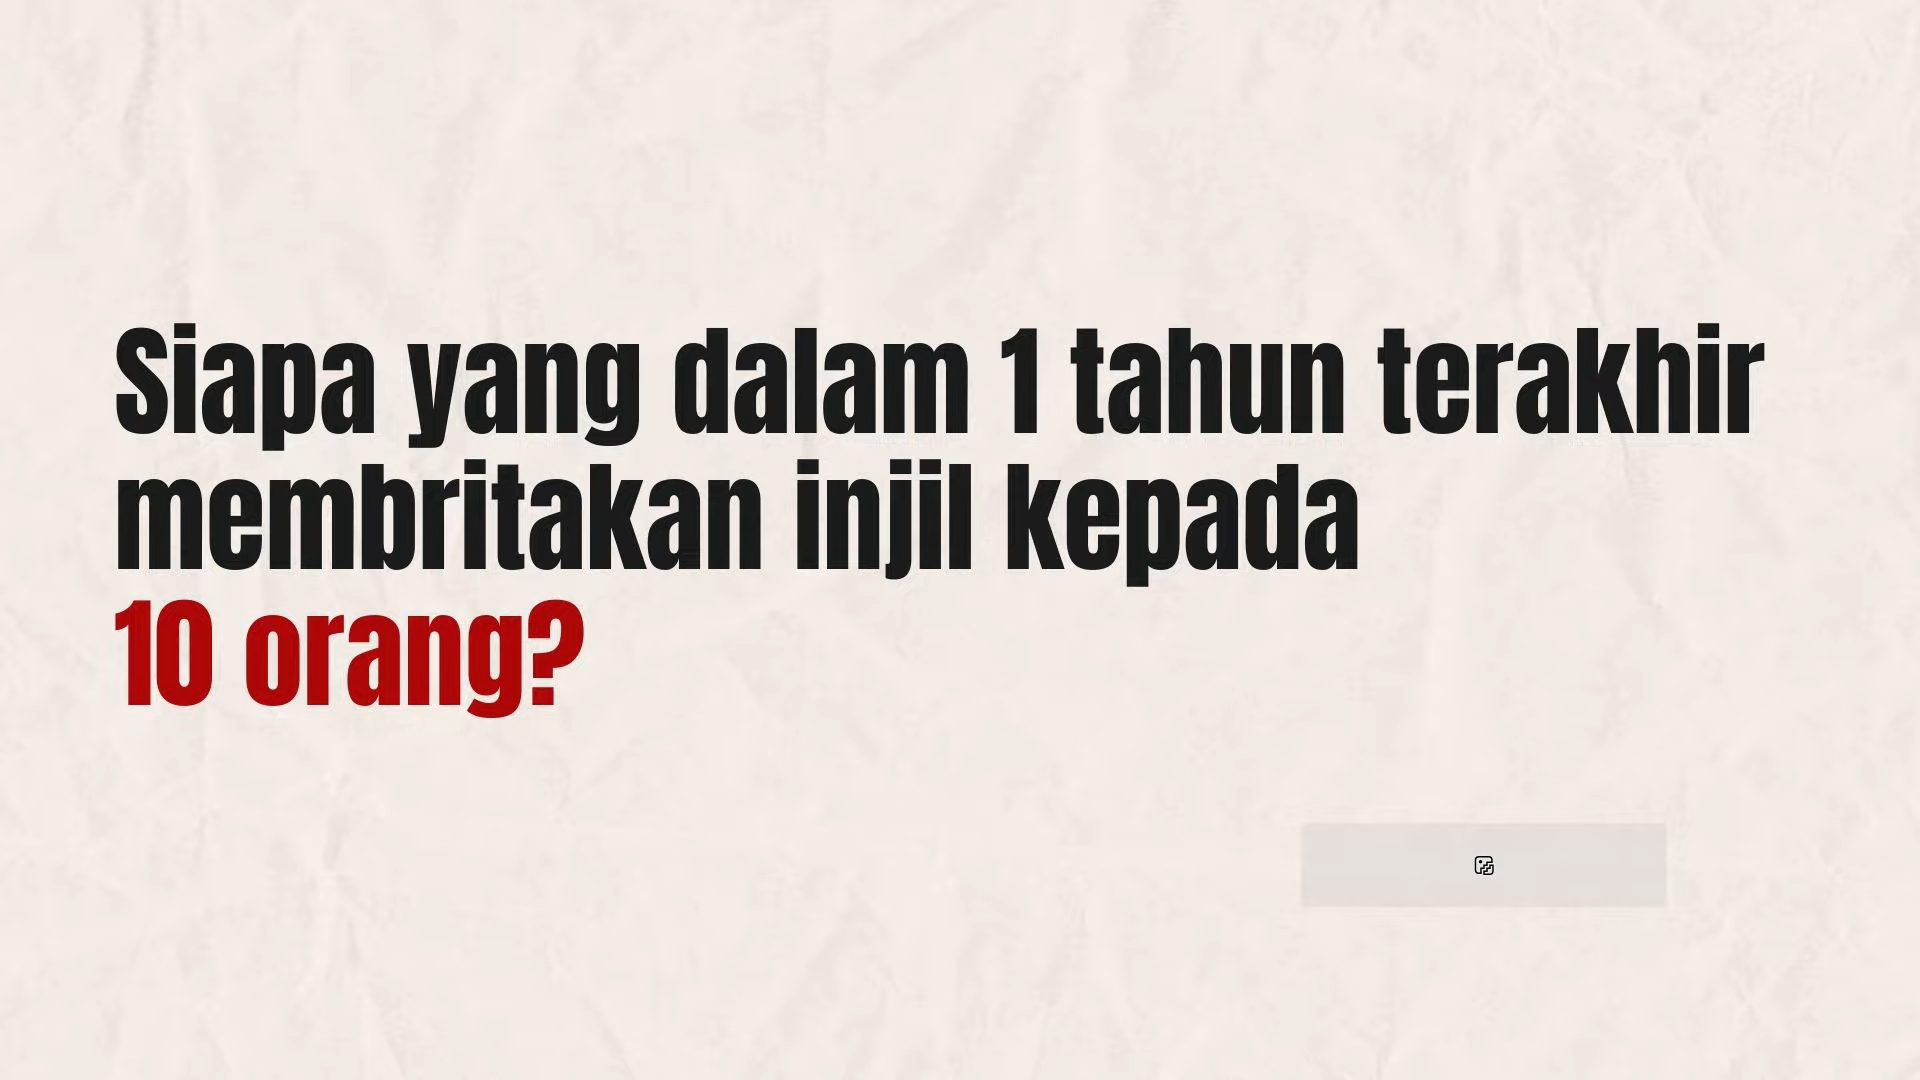 Siapa yang dalam 1 tahun terakhir
membritakan injil kepada
10 orang?